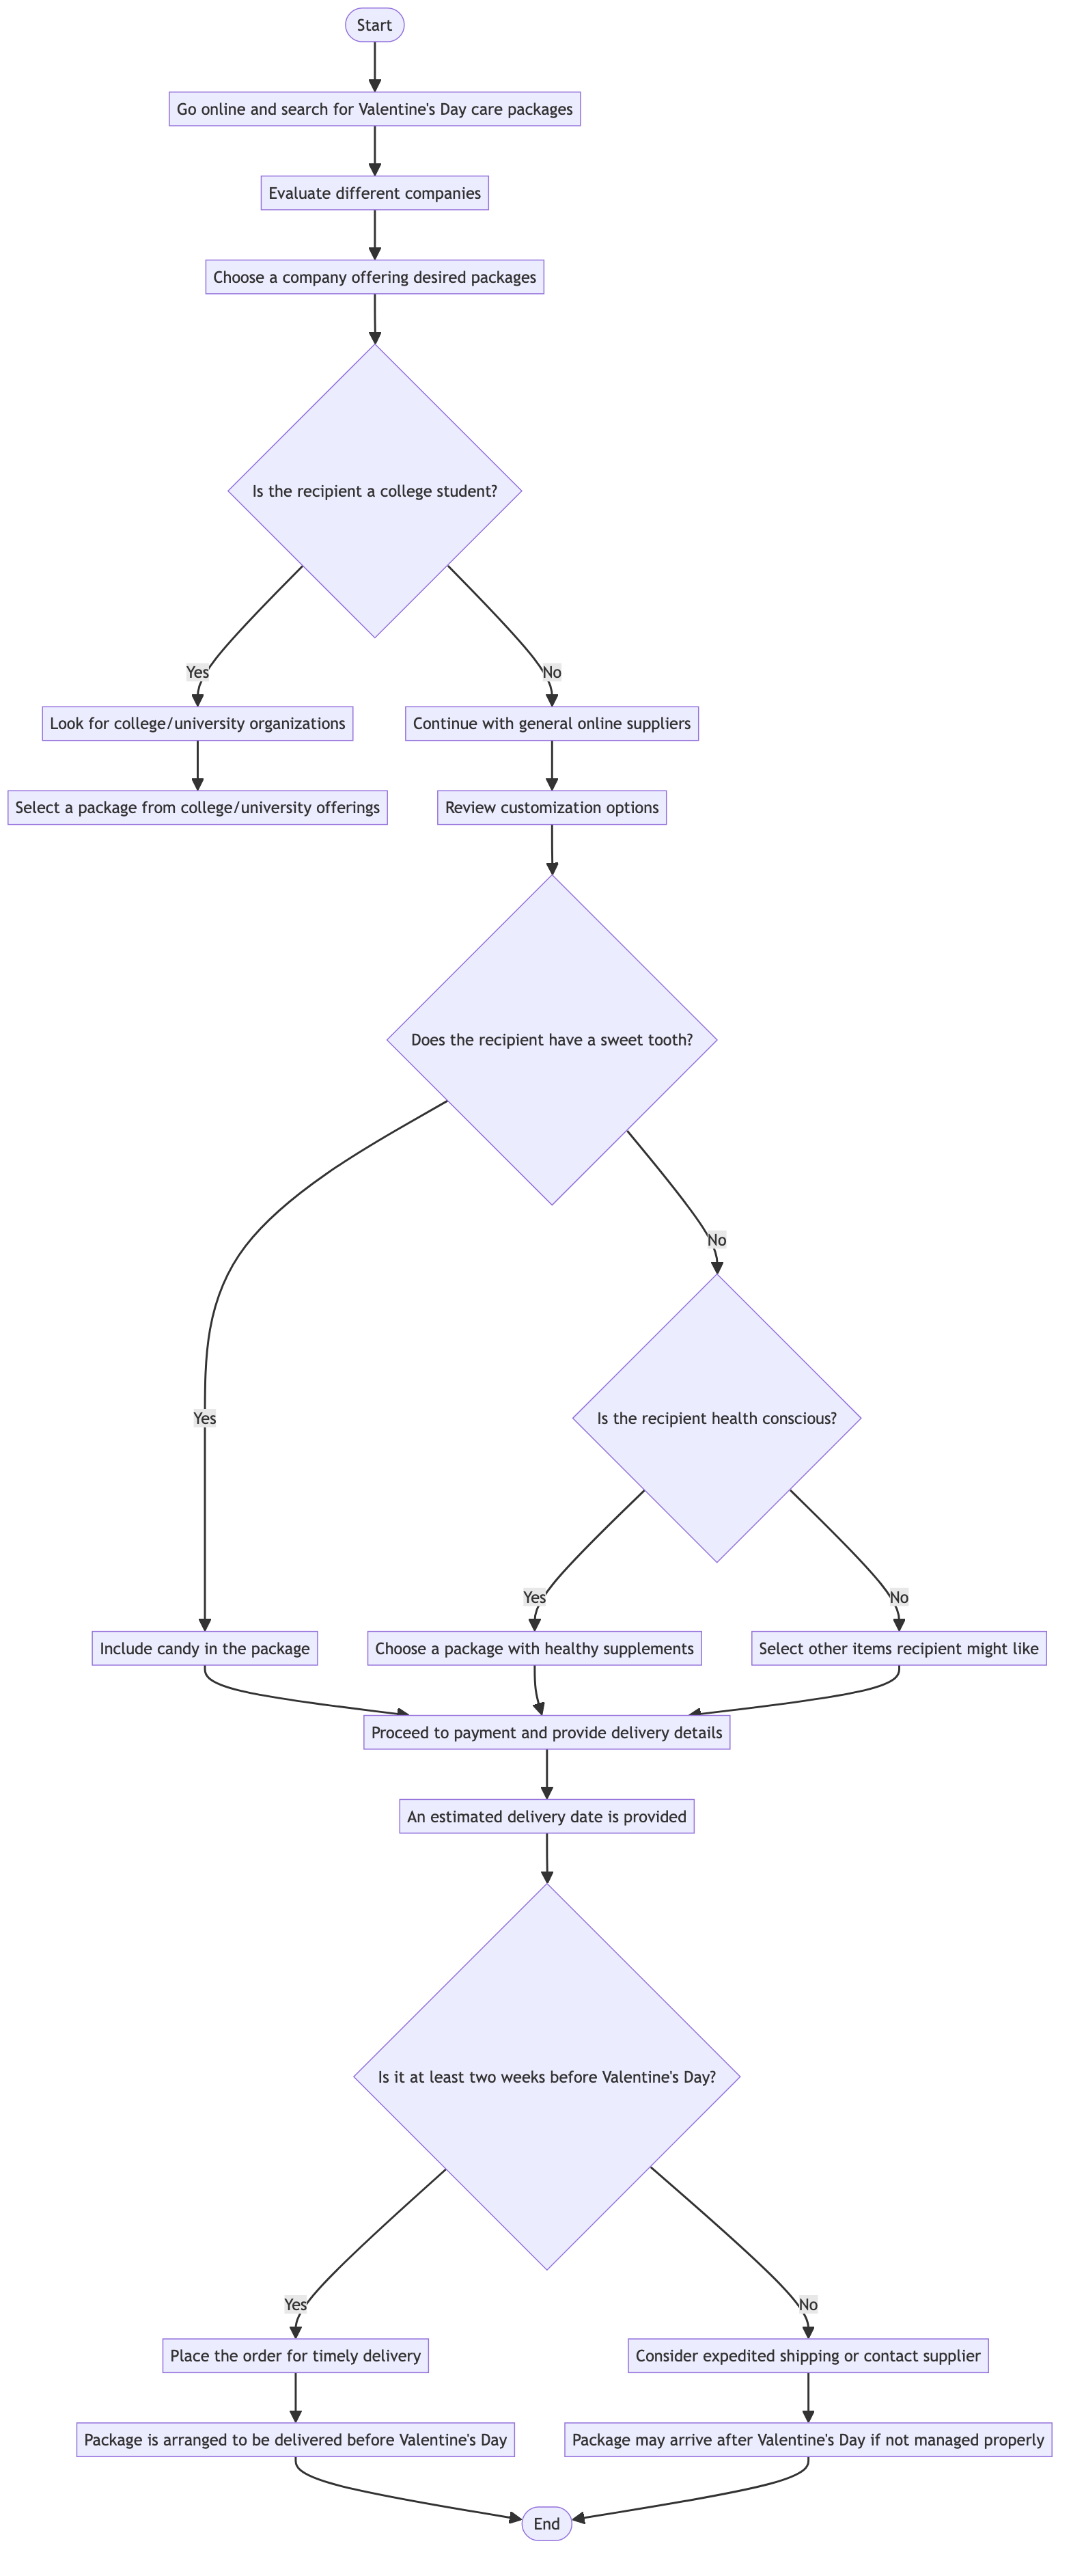 Start
Go online and search for Valentine's Day care packages
Evaluate different companies
Choose a company offering desired packages
Is the recipient a college student?
Yes
No
Look for college/university organizations
Continue with general online suppliers
Select a package from college/university offerings
Review customization options
Does the recipient have a sweet tooth?
No
Yes
Is the recipient health conscious?
Yes
No
Include candy in the package
Choose a package with healthy supplements
Select other items recipient might like
Proceed to payment and provide delivery details
An estimated delivery date is provided
Is it at least two weeks before Valentine's Day?
Yes
No
Place the order for timely delivery
Consider expedited shipping or contact supplier
Package is arranged to be delivered before Valentine's Day
Package may arrive after Valentine's Day if not managed properly
End